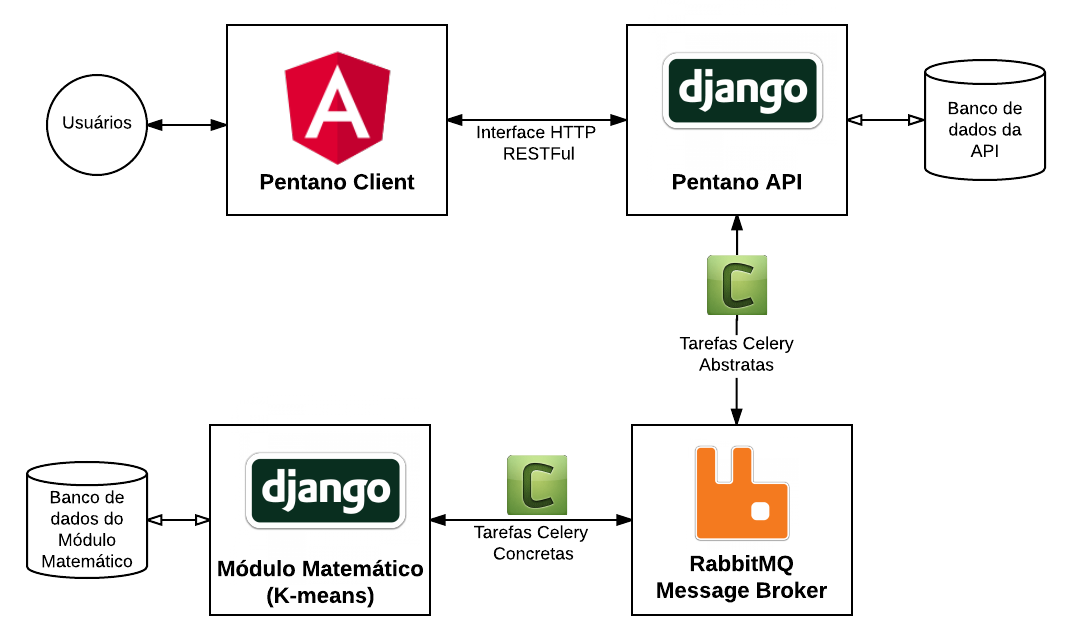 Usuários
A
Pentano Client
Interface HTTP
RESTFul
django
Pentano API
Banco de
dados da
API
C
Tarefas Celery
Abstratas
Banco de
dados do
Módulo
Matemático
django
Módulo Matemático
(K-means)
C
Tarefas Celery
Concretas
RabbitMQ
Message Broker